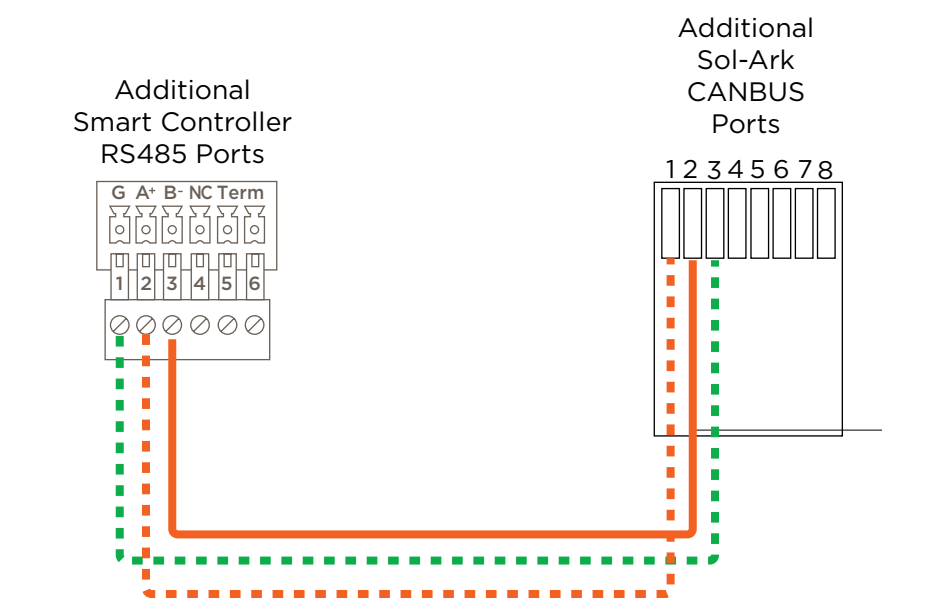 Additional
Smart Controller
RS485 Ports
G A+ B- NC Term
1 2 3 4 5 6
Additional
Sol-Ark
CANBUS
Ports
1 2 3 4 5 6 7 8